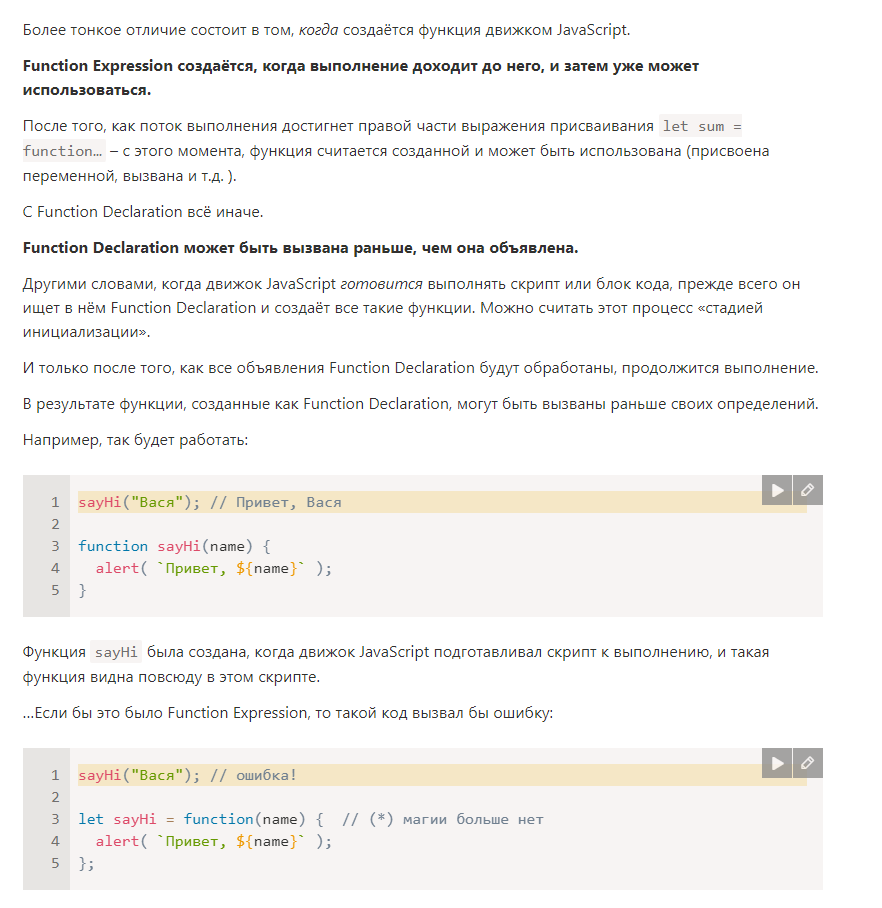 Более тонкое отличие состоит в том, когда создаётся функция движком JavaScript.
Function Expression создаётся, когда выполнение доходит до него, и затем уже может
использоваться.
После того, как поток выполнения достигнет правой части выражения присваивания let sum =
function… – с этого момента, функция считается созданной и может быть использована (присвоена
переменной, вызвана и т.д. ).
С Function Declaration всё иначе.
Function Declaration может быть вызвана раньше, чем она объявлена.
Другими словами, когда движок JavaScript готовится выполнять скрипт или блок кода, прежде всего он
ищет в нём Function Declaration и создаёт все такие функции. Можно считать этот процесс «стадией
инициализации».
И только после того, как все объявления Function Declaration будут обработаны, продолжится выполнение.
В результате функции, созданные как Function Declaration, могут быть вызваны раньше своих определений.
Например, так будет работать:
1 sayHi("Вася"); // Привет, Вася
2
3 function sayHi(name) {
4   alert( `Привет, ${name}` );
5 }
Функция sayHi была создана, когда движок JavaScript подготавливал скрипт к выполнению, и такая
функция видна повсюду в этом скрипте.
…Если бы это было Function Expression, то такой код вызвал бы ошибку:
1 sayHi("Вася"); // ошибка!
2
3 let sayHi = function(name) {  // (*) магии больше нет
4   alert( `Привет, ${name}` );
5 };